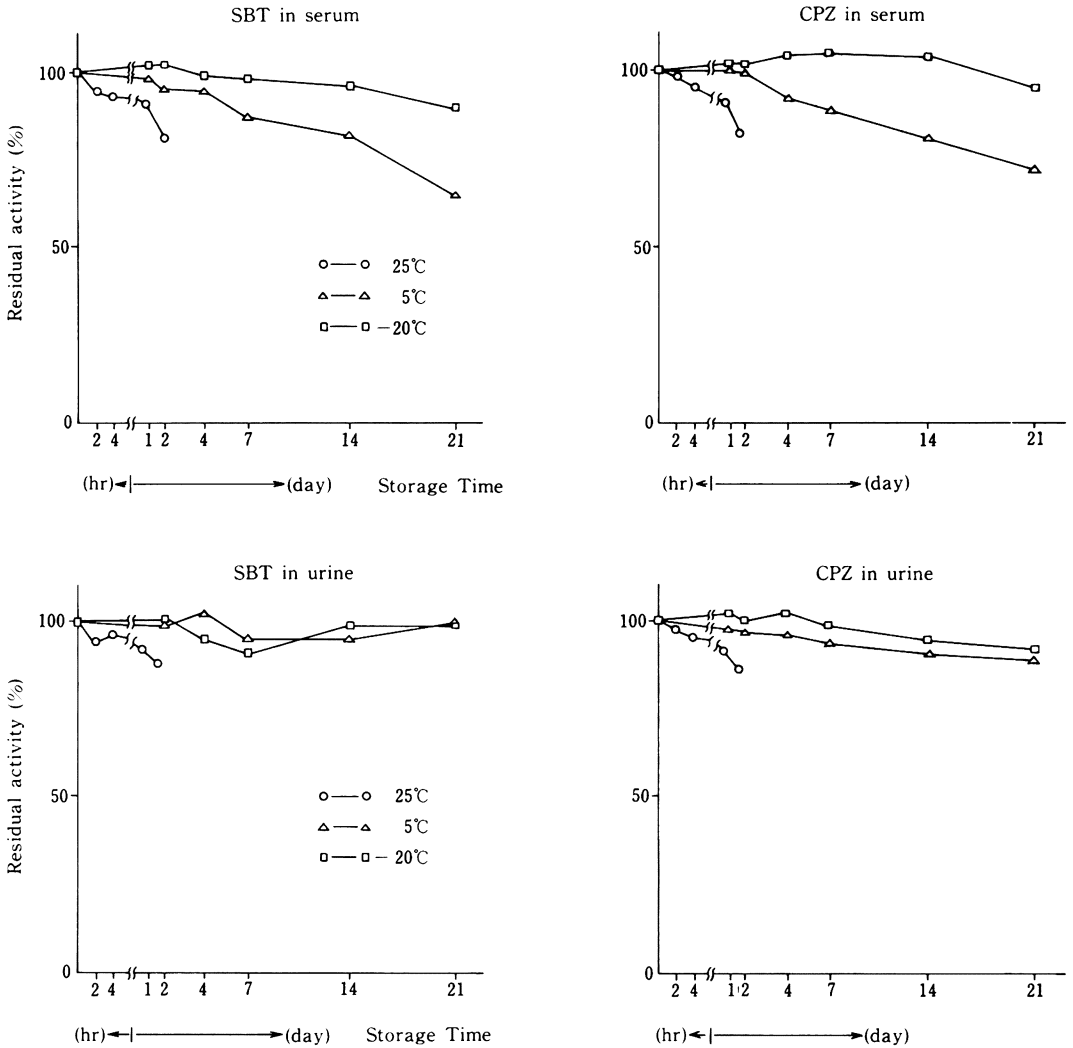 SBT in serum
Residual activity (%)
100
50
0
25℃
5℃
−20℃
2 4 1 2 4 7 14 21
(hr) (day) Storage Time
CPZ in serum
100
50
0
2 4 1 2 4 7 14 21
(hr) (day)
SBT in urine
Residual activity (%)
100
50
0
25℃
5℃
−20℃
2 4 1 2 4 7 14 21
(hr) (day) Storage Time
CPZ in urine
100
50
0
2 4 1 2 4 7 14 21
(hr) (day)